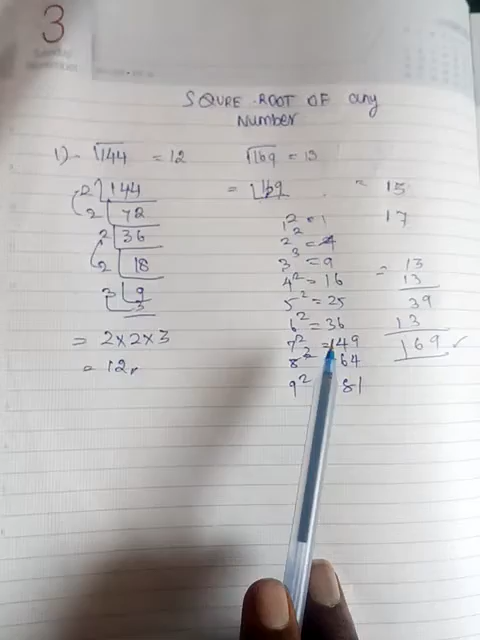 3
SQURE ROOT OF any
Number
1) - √144 = 12
2 144
2 72
2 36
2 18
3 9
3
= 2×2×3
= 12
√169 = 13
= √169
1² = 1
2² = 4
3² = 9
4² = 16
5² = 25
6² = 36
7² = 49
8² 64
9² 81
= 15
17
= 13
13
39
13
169 ✓